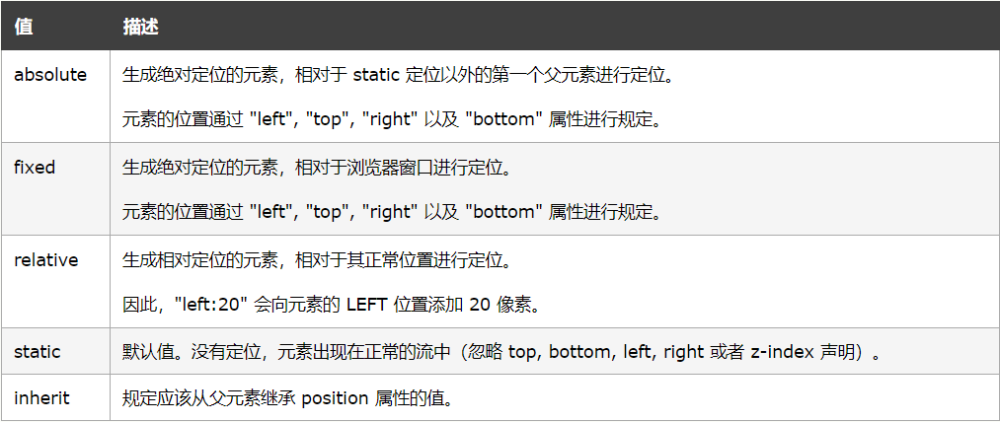 值 描述
absolute 生成绝对定位的元素，相对于 static 定位以外的第一个父元素进行定位。
元素的位置通过 "left", "top", "right" 以及 "bottom" 属性进行规定。
fixed 生成绝对定位的元素，相对于浏览器窗口进行定位。
元素的位置通过 "left", "top", "right" 以及 "bottom" 属性进行规定。
relative 生成相对定位的元素，相对于其正常位置进行定位。
因此，"left:20" 会向元素的 LEFT 位置添加 20 像素。
static 默认值。没有定位，元素出现在正常的流中（忽略 top, bottom, left, right 或者 z-index 声明）。
inherit 规定应该从父元素继承 position 属性的值。